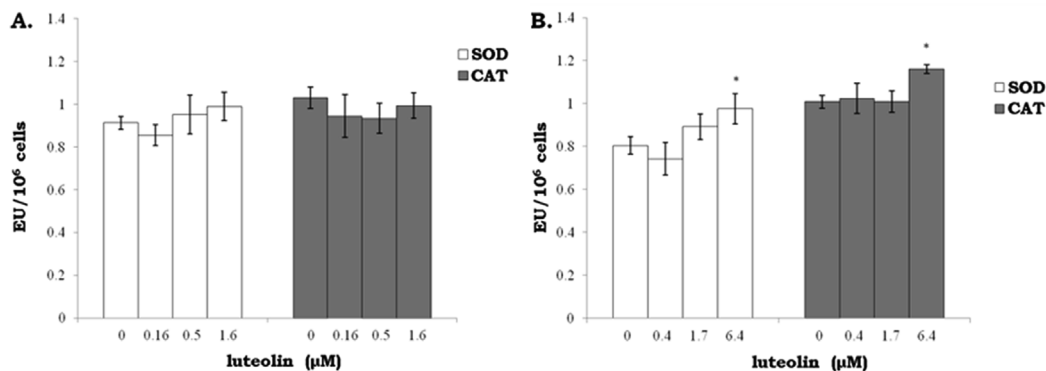 A.
1.4
1.2
1
0.8
0.6
0.4
0.2
0
EU/10⁶ cells
SOD
CAT
0 0.16 0.5 1.6 0 0.16 0.5 1.6
luteolin (µM)
B.
1.4
1.2
1
0.8
0.6
0.4
0.2
0
EU/10⁶ cells
* *
SOD
CAT
0 0.4 1.7 6.4 0 0.4 1.7 6.4
luteolin (µM)